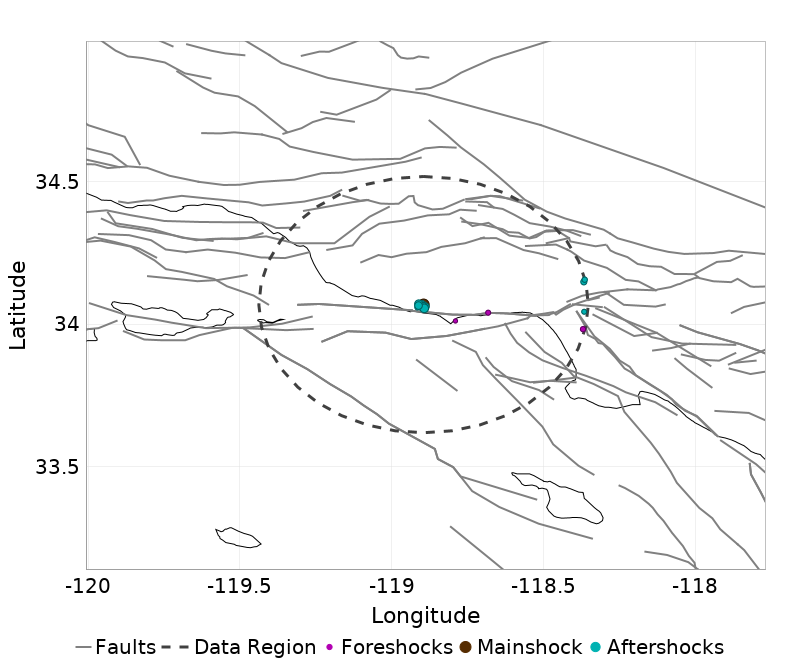 34.5
34
33.5
Latitude
-120 -119.5 -119 -118.5 -118
Longitude
Faults Data Region Foreshocks Mainshock Aftershocks